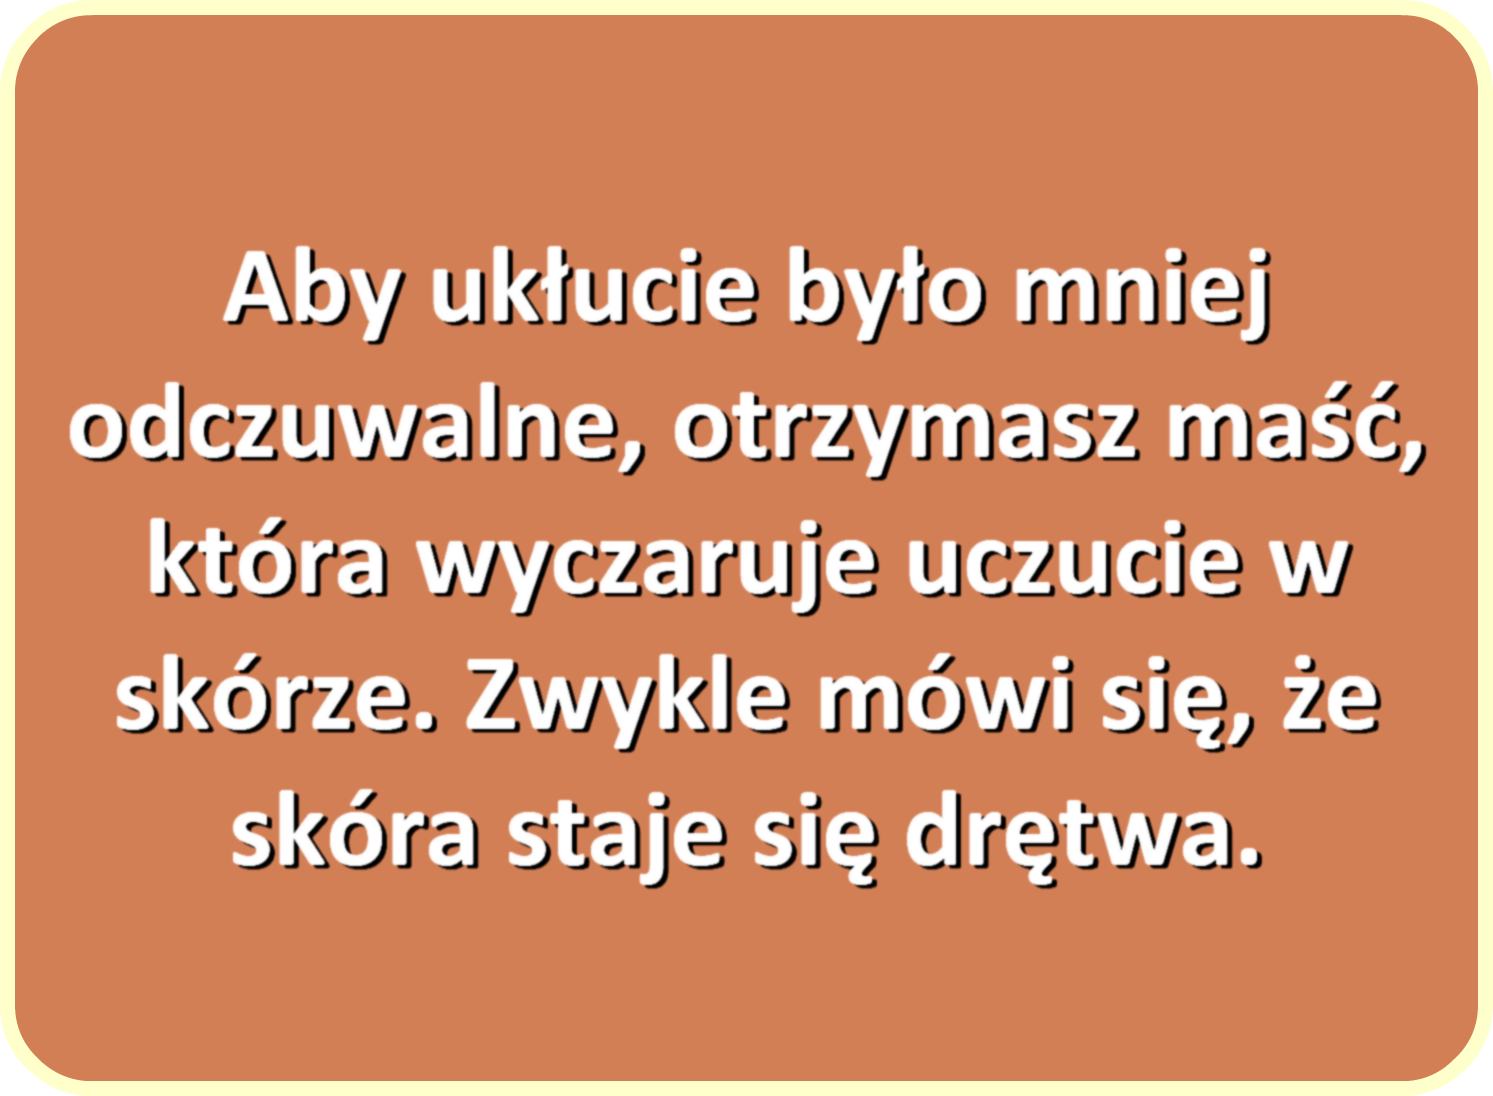 Aby ukłucie było mniej
odczuwalne, otrzymasz maść,
która wyczaruje uczucie w
skórze. Zwykle mówi się, że
skóra staje się drętwa.